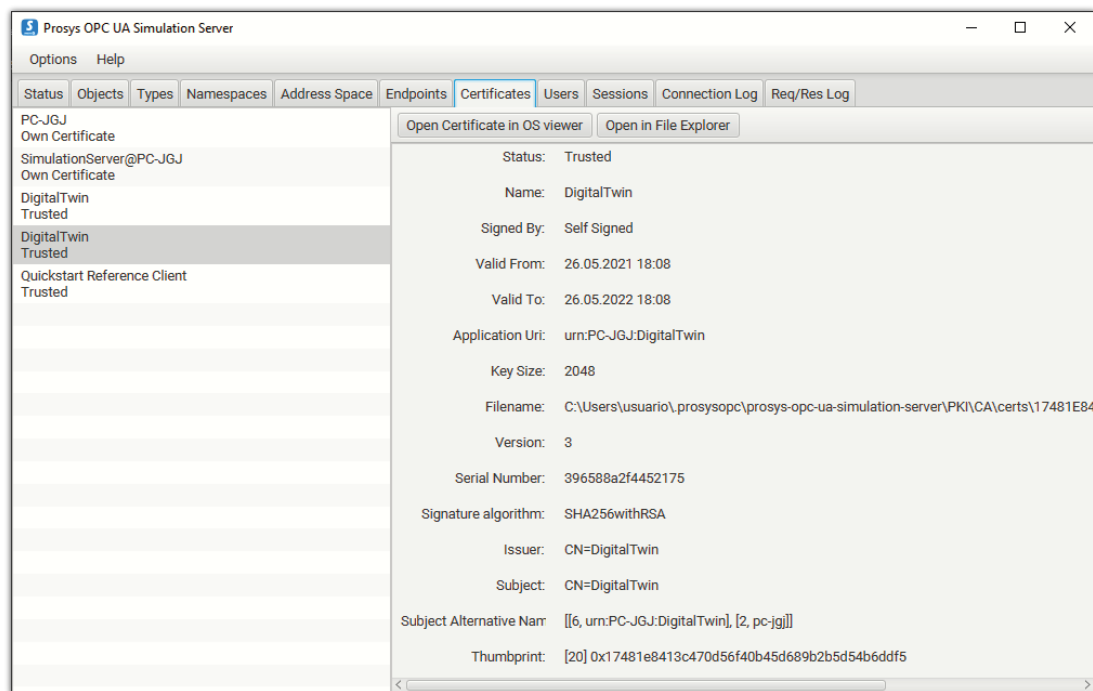 Prosys OPC UA Simulation Server
Options Help
Status Objects Types Namespaces Address Space Endpoints Certificates Users Sessions Connection Log Req/Res Log
PC-JGJ
Own Certificate
SimulationServer@PC-JGJ
Own Certificate
DigitalTwin
Trusted
DigitalTwin
Trusted
Quickstart Reference Client
Trusted
Open Certificate in OS viewer Open in File Explorer
Status: Trusted
Name: DigitalTwin
Signed By: Self Signed
Valid From: 26.05.2021 18:08
Valid To: 26.05.2022 18:08
Application Uri: urn:PC-JGJ:DigitalTwin
Key Size: 2048
Filename: C:\Users\usuario\.prosysopc\prosys-opc-ua-simulation-server\PKI\CA\certs\17481E84
Version: 3
Serial Number: 396588a2f4452175
Signature algorithm: SHA256withRSA
Issuer: CN=DigitalTwin
Subject: CN=DigitalTwin
Subject Alternative Nam [[6, urn:PC-JGJ:DigitalTwin], [2, pc-jgj]]
Thumbprint: [20] 0x17481e8413c470d56f40b45d689b2b5d54b6ddf5